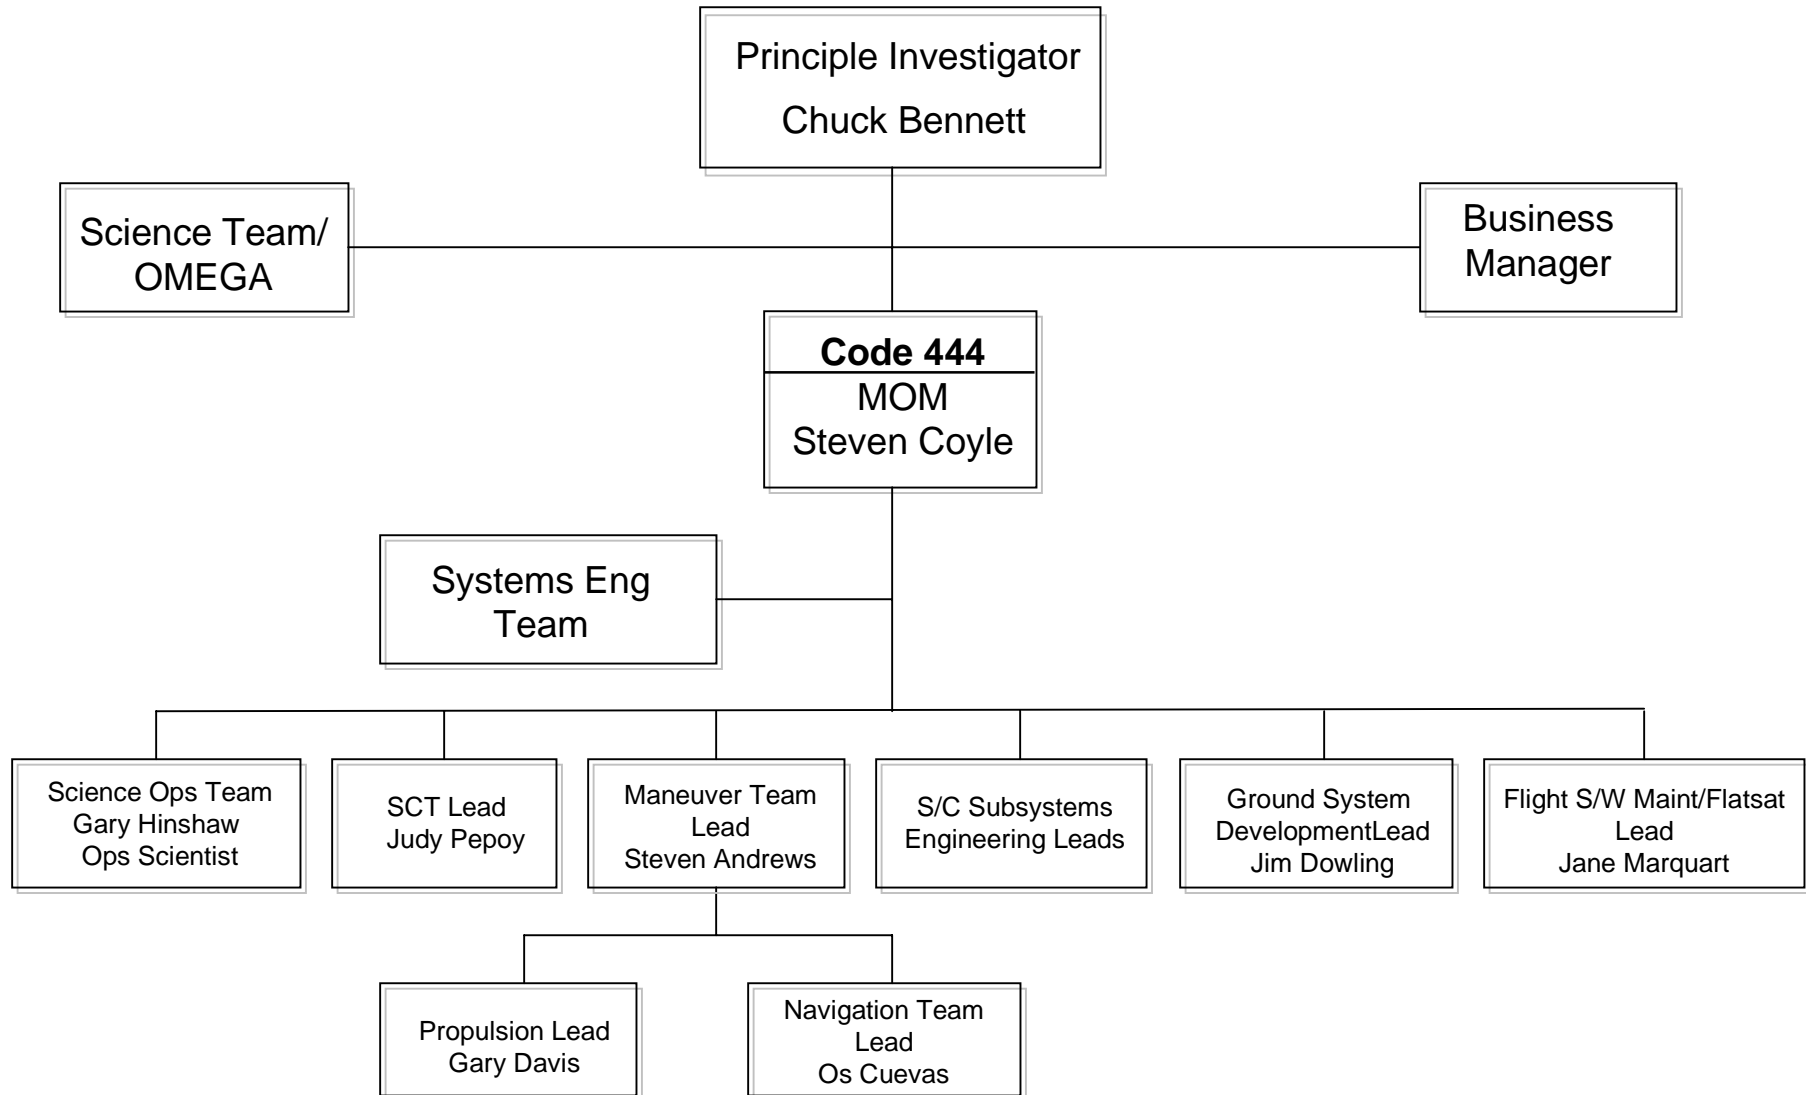 Principle Investigator
Chuck Bennett
Science Team/
OMEGA
Business
Manager
Code 444
MOM
Steven Coyle
Systems Eng
Team
Science Ops Team
Gary Hinshaw
Ops Scientist
SCT Lead
Judy Pepoy
Maneuver Team
Lead
Steven Andrews
S/C Subsystems
Engineering Leads
Ground System
DevelopmentLead
Jim Dowling
Flight S/W Maint/Flatsat
Lead
Jane Marquart
Propulsion Lead
Gary Davis
Navigation Team
Lead
Os Cuevas